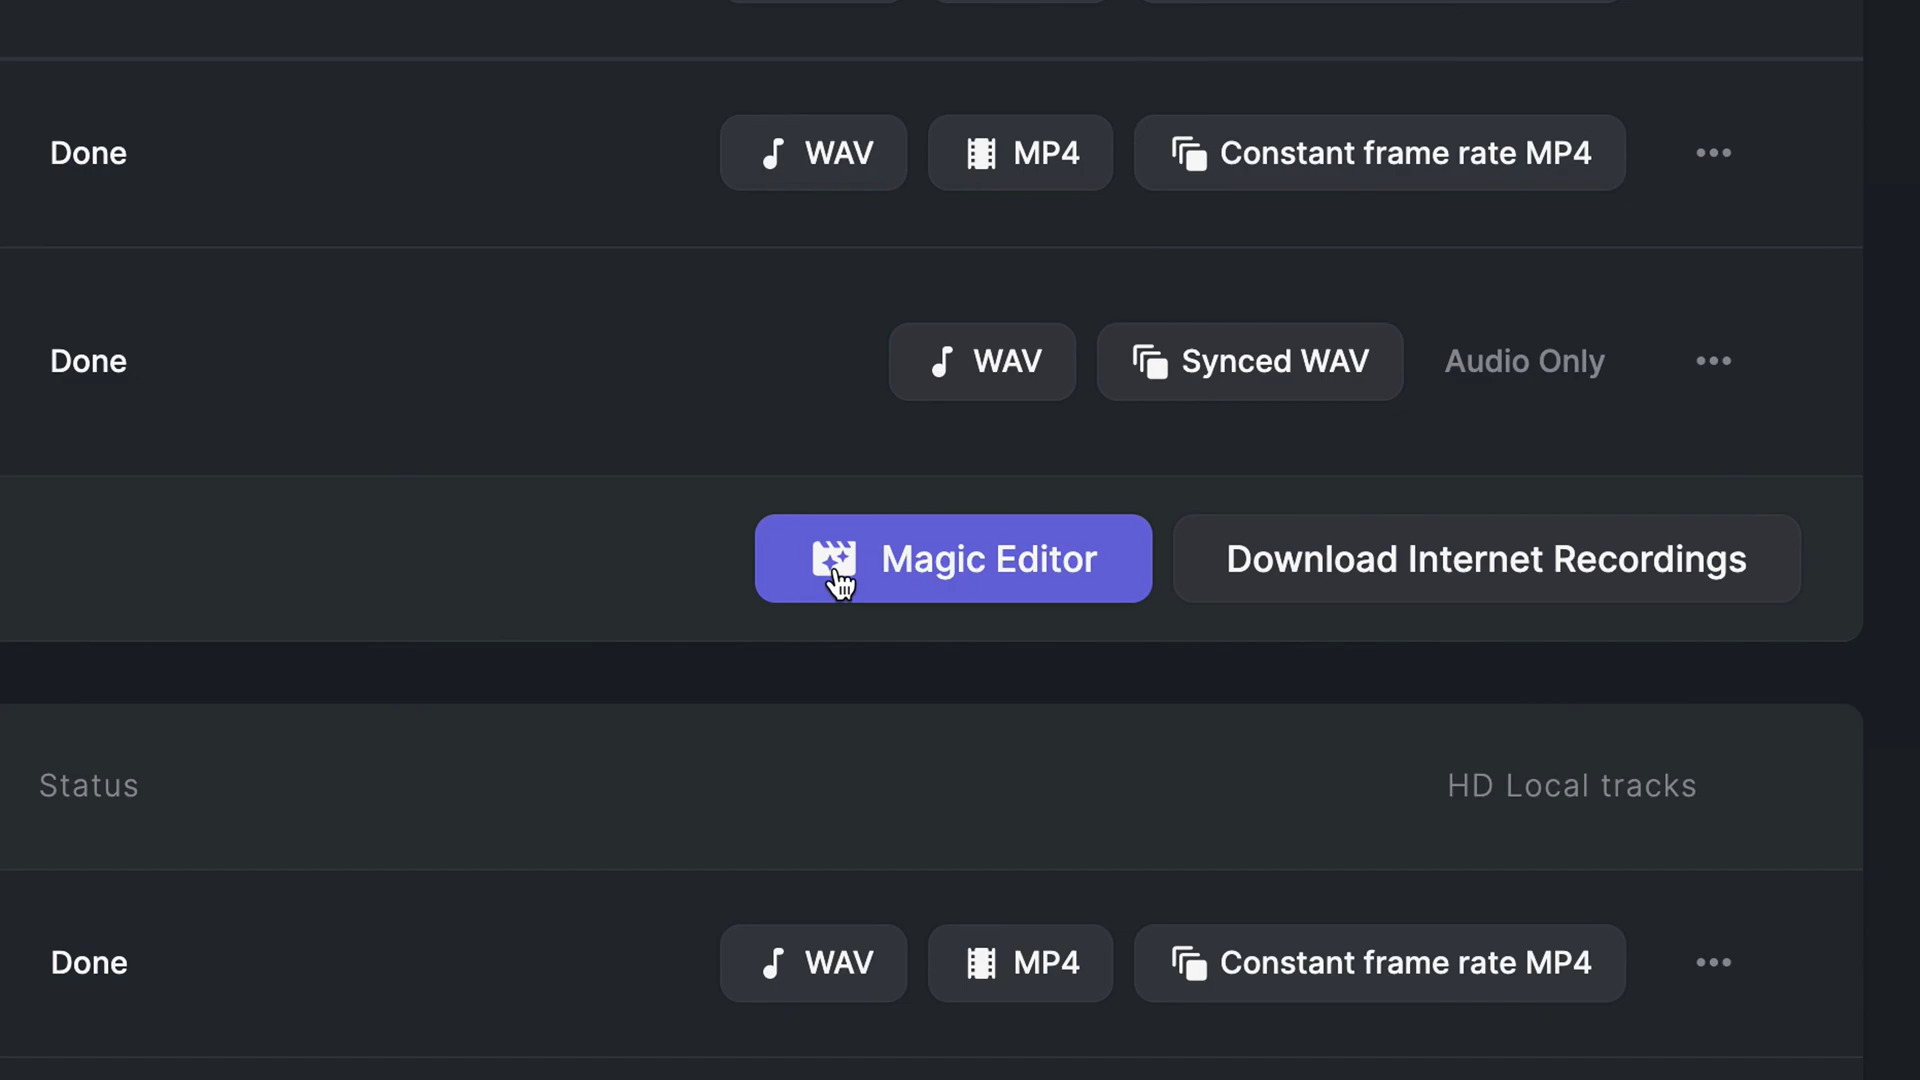 Done WAV MP4 Constant frame rate MP4
Done WAV Synced WAV Audio Only
Magic Editor Download Internet Recordings
Status HD Local tracks
Done WAV MP4 Constant frame rate MP4